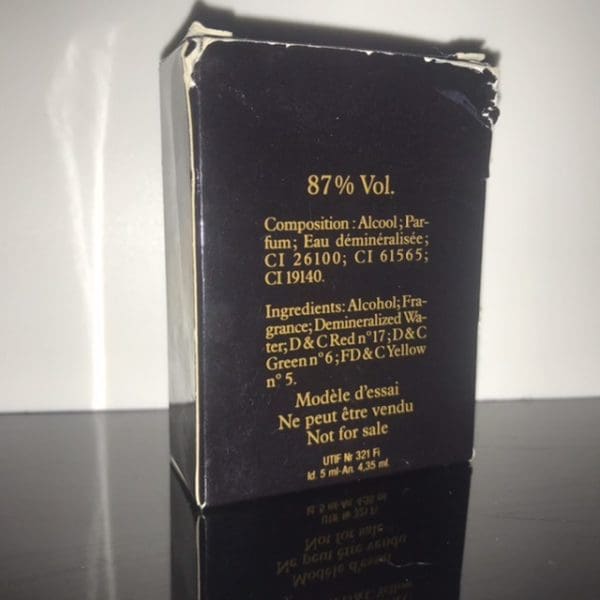 87% Vol.
Composition : Alcool ; Par-
fum ; Eau déminéralisée ;
CI 26100; CI 61565;
CI 19140.
Ingredients: Alcohol; Fra-
grance; Demineralized Wa-
ter; D & C Red n°17; D & C
Green n° 6 ; FD & C Yellow
n° 5.
Modèle d'essai
Ne peut être vendu
Not for sale
UTIF Nr 321 Fi
Id. 5 ml-An. 4,35 ml.